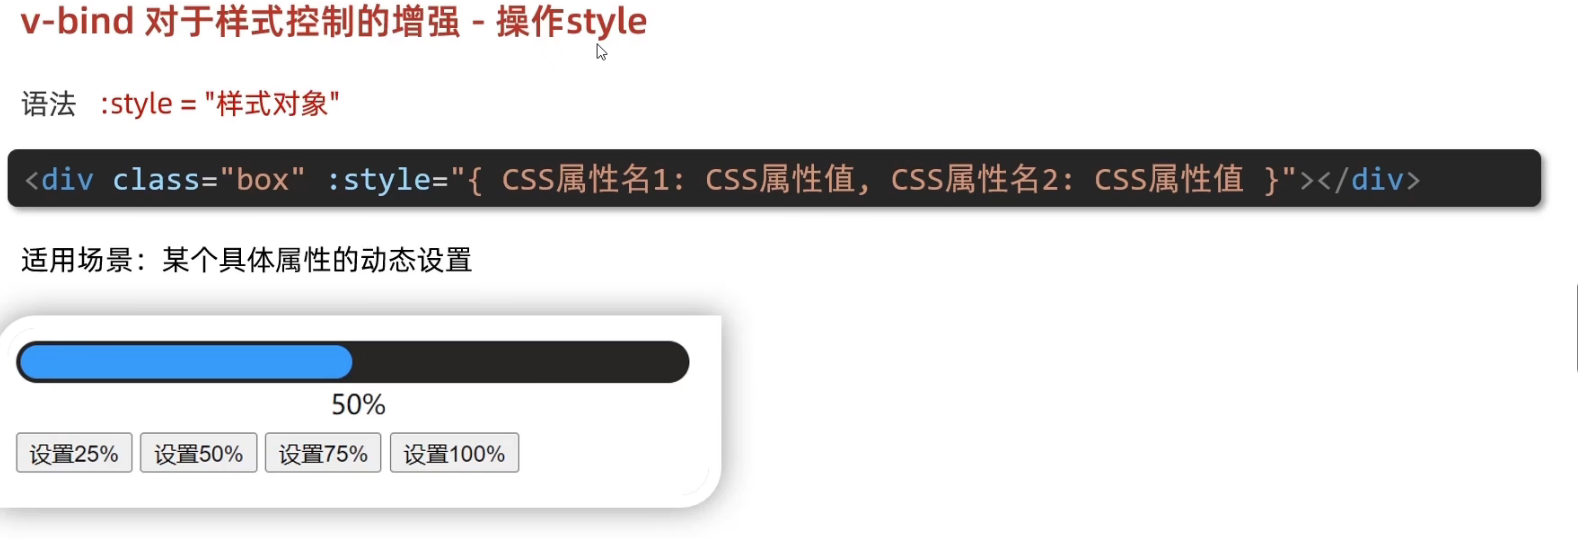 v-bind 对于样式控制的增强 - 操作style
语法 :style = "样式对象"
<div class="box" :style="{ CSS属性名1: CSS属性值, CSS属性名2: CSS属性值 }"></div>
适用场景：某个具体属性的动态设置
50%
设置25% 设置50% 设置75% 设置100%